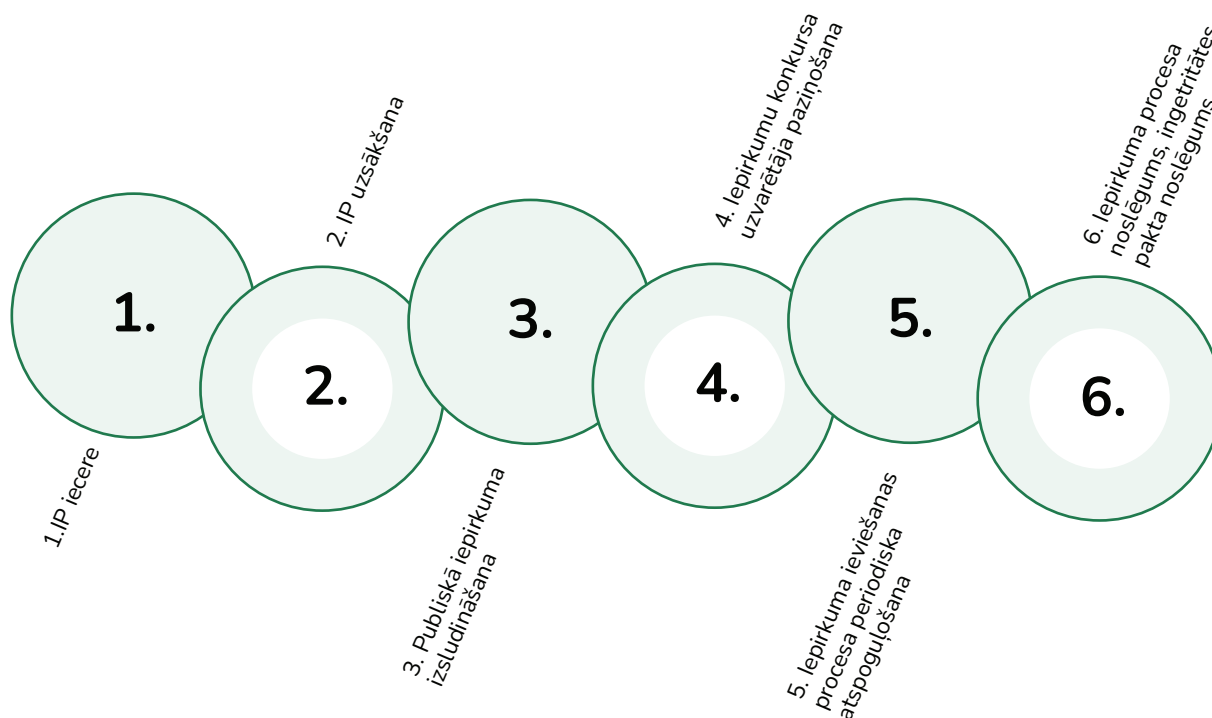 1.
2.
3.
4.
5.
6.
1.IP iecere
2. IP uzsākšana
3. Publiskā iepirkuma
izsludināšana
4. Iepirkumu konkursa
uzvarētāja paziņošana
5. Iepirkuma ieviešanas
procesa periodiska
atspoguļošana
6. Iepirkuma procesa
noslēgums, ingetritātes
pakta noslēgums